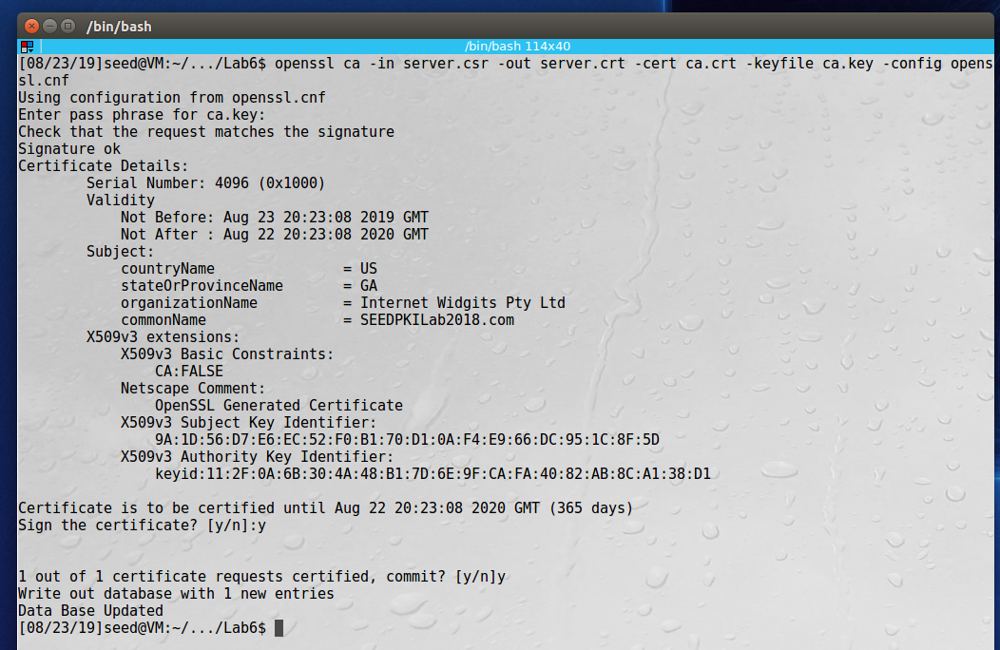 /bin/bash
/bin/bash 114x40
[08/23/19]seed@VM:~/.../Lab6$ openssl ca -in server.csr -out server.crt -cert ca.crt -keyfile ca.key -config opens
sl.cnf
Using configuration from openssl.cnf
Enter pass phrase for ca.key:
Check that the request matches the signature
Signature ok
Certificate Details:
        Serial Number: 4096 (0x1000)
        Validity
            Not Before: Aug 23 20:23:08 2019 GMT
            Not After : Aug 22 20:23:08 2020 GMT
        Subject:
            countryName               = US
            stateOrProvinceName       = GA
            organizationName          = Internet Widgits Pty Ltd
            commonName                = SEEDPKILab2018.com
        X509v3 extensions:
            X509v3 Basic Constraints:
                CA:FALSE
            Netscape Comment:
                OpenSSL Generated Certificate
            X509v3 Subject Key Identifier:
                9A:1D:56:D7:E6:EC:52:F0:B1:70:D1:0A:F4:E9:66:DC:95:1C:8F:5D
            X509v3 Authority Key Identifier:
                keyid:11:2F:0A:6B:30:4A:48:B1:7D:6E:9F:CA:FA:40:82:AB:8C:A1:38:D1
Certificate is to be certified until Aug 22 20:23:08 2020 GMT (365 days)
Sign the certificate? [y/n]:y
1 out of 1 certificate requests certified, commit? [y/n]y
Write out database with 1 new entries
Data Base Updated
[08/23/19]seed@VM:~/.../Lab6$